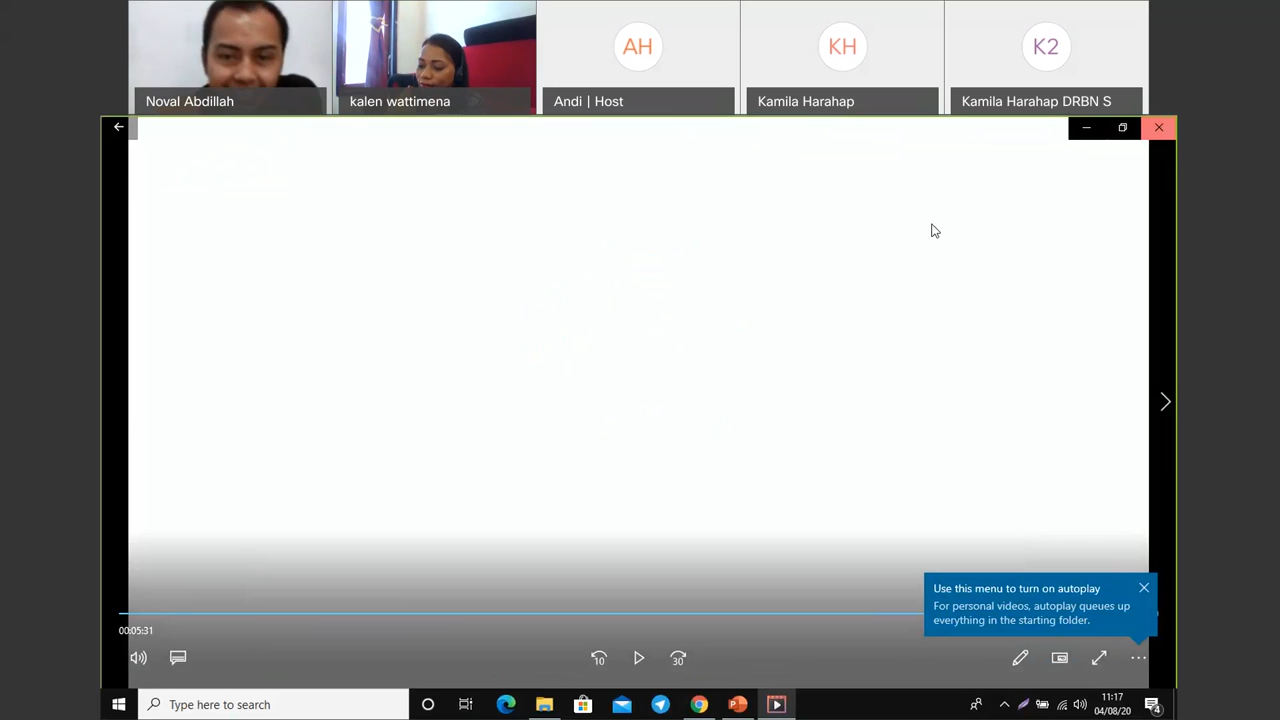 AH
KH
K2
Noval Abdillah
kalen wattimena
Andi | Host
Kamila Harahap
Kamila Harahap DRBN S
Use this menu to turn on autoplay
For personal videos, autoplay queues up
everything in the starting folder.
00:05:31
10
30
Type here to search
11:17
04/08/20
4